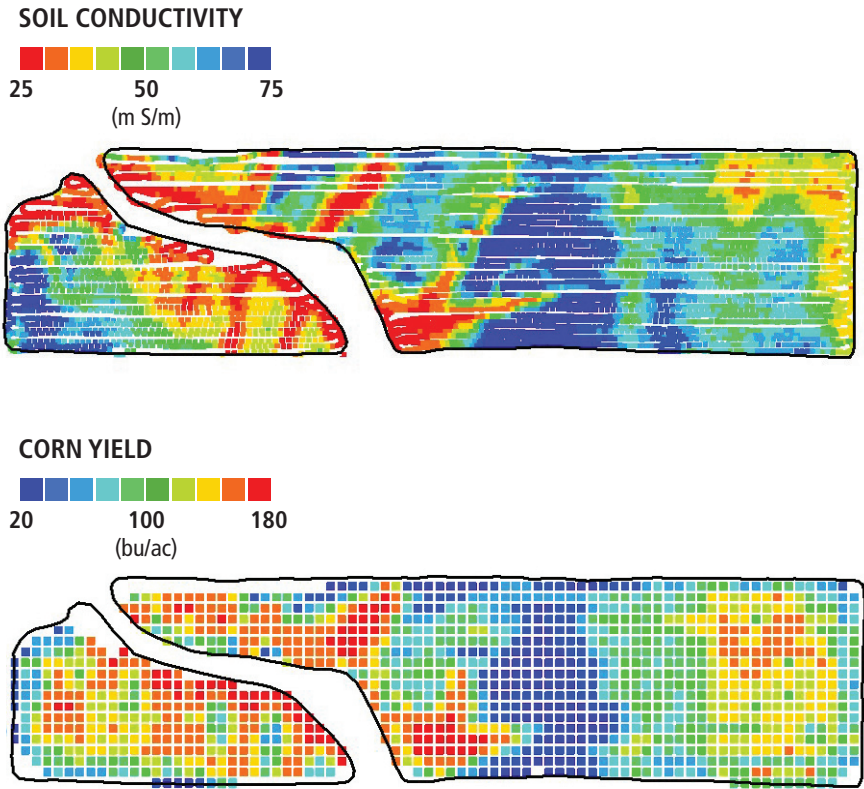 SOIL CONDUCTIVITY
25 50 75
(m S/m)
CORN YIELD
20 100 180
(bu/ac)